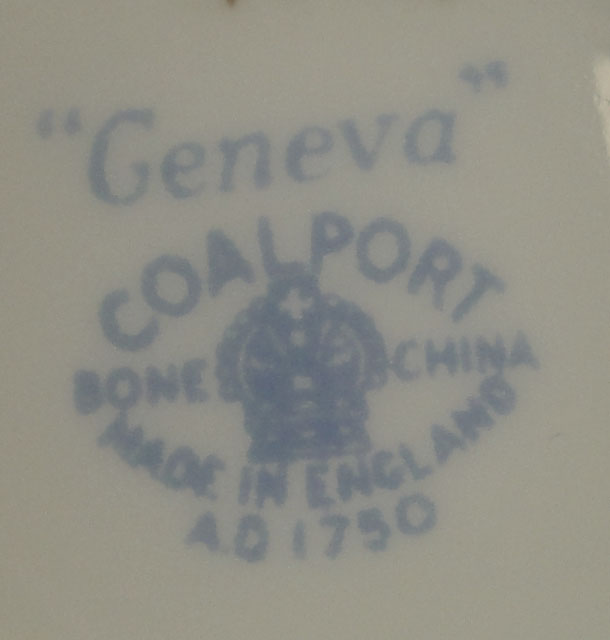 "Geneva"
COALPORT
BONE CHINA
MADE IN ENGLAND
A.D 1750